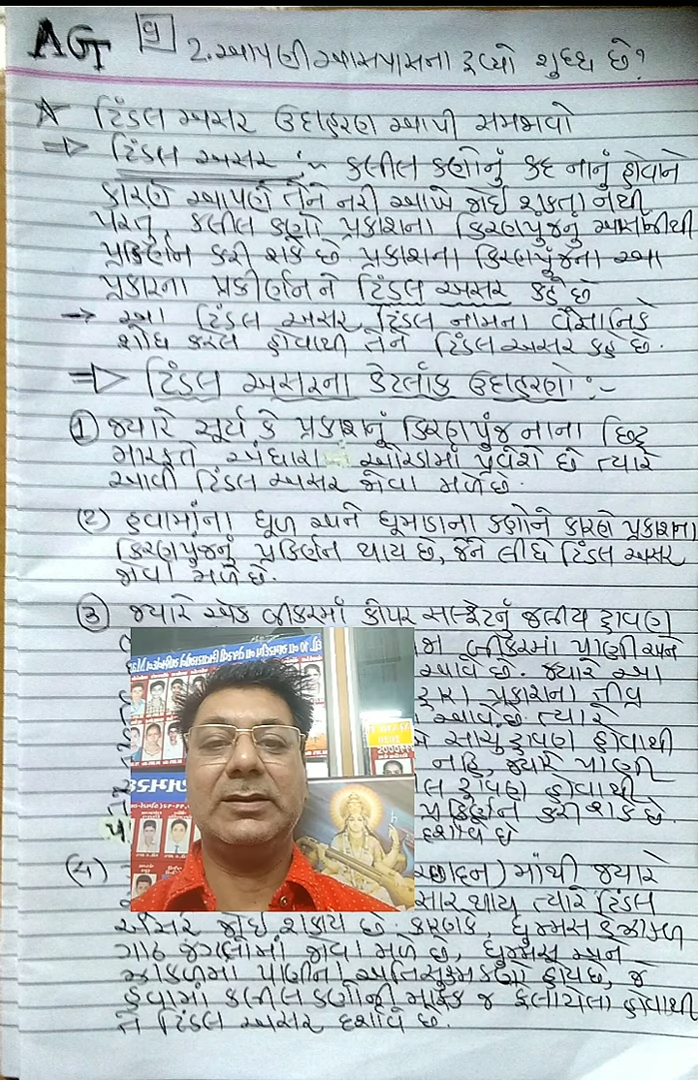 AGT 9 2. આપણી આસપાસના દ્રવ્યો શુધ્ધ છે?
* ટિંડલ અસર ઉદાહરણ આપી સમજાવો
⇒ ટિંડલ અસર :~ કલીલ કણોનું કદ નાનું હોવાને
કારણે આપણે તેને નરી આંખે જોઈ શકતા નથી
પરંતુ, કલીલ કણો પ્રકાશના કિરણપુંજનું આસાનીથી
પ્રકિર્ણન કરી શકે છે પ્રકાશના કિરણપૂંજના આ
પ્રકારના પ્રકીર્ણન ને ટિંડલ અસર કહે છે
→ આ ટિંડલ અસર, ટિંડલ નામના વૈજ્ઞાનિકે
શોધ કરેલ હોવાથી તેને ટિંડલ અસર કહે છે.
⇒ ટિંડલ અસરના કેટલાંક ઉદાહરણો :-
① જ્યારે સૂર્ય કે પ્રકાશનું કિરણપુંજ નાના છિદ્ર
મારફતે અંધારા ઓરડામાં પ્રવેશે છે ત્યારે
આવી ટિંડલ અસર જોવા મળે છે.
(૨) હવામાંના ધૂળ અને ધૂમાડાના કણોને કારણે પ્રકાશના
કિરણપુંજનું પ્રકિર્ણન થાય છે, જેને લીધે ટિંડલ અસર
જોવા મળે છે.
③ જ્યારે એક બીકરમાં કોપર સલ્ફેટનું જલીય દ્રાવણ
બીકરમાં પાણી અને
આવે છે. જ્યારે આ
દ્વારા પ્રકાશના તીવ્ર
આવે છે ત્યારે
સાચુ દ્રાવણ હોવાથી
નહિ, જ્યારે પાણી
દ્રાવણ હોવાથી
પ્રકિર્ણન કરી શકે છે.
દર્શાવે છે
(૪) માંથી જ્યારે
પસાર થાય ત્યારે ટિંડલ
અસર જોઈ શકાય છે. કારણકે, ધુમ્મસ ઝાકળ
ગાઢ જંગલોમાં જોવા મળે છે, ધુમ્મસ અને
ઝાકળમાં પાણીના અતિસુક્ષ્મ કણો હોય છે, જે
હવામાં કલીલ કણોની માફક જ ફેલાયેલા હોવાથી
તે ટિંડલ અસર દર્શાવે છે.